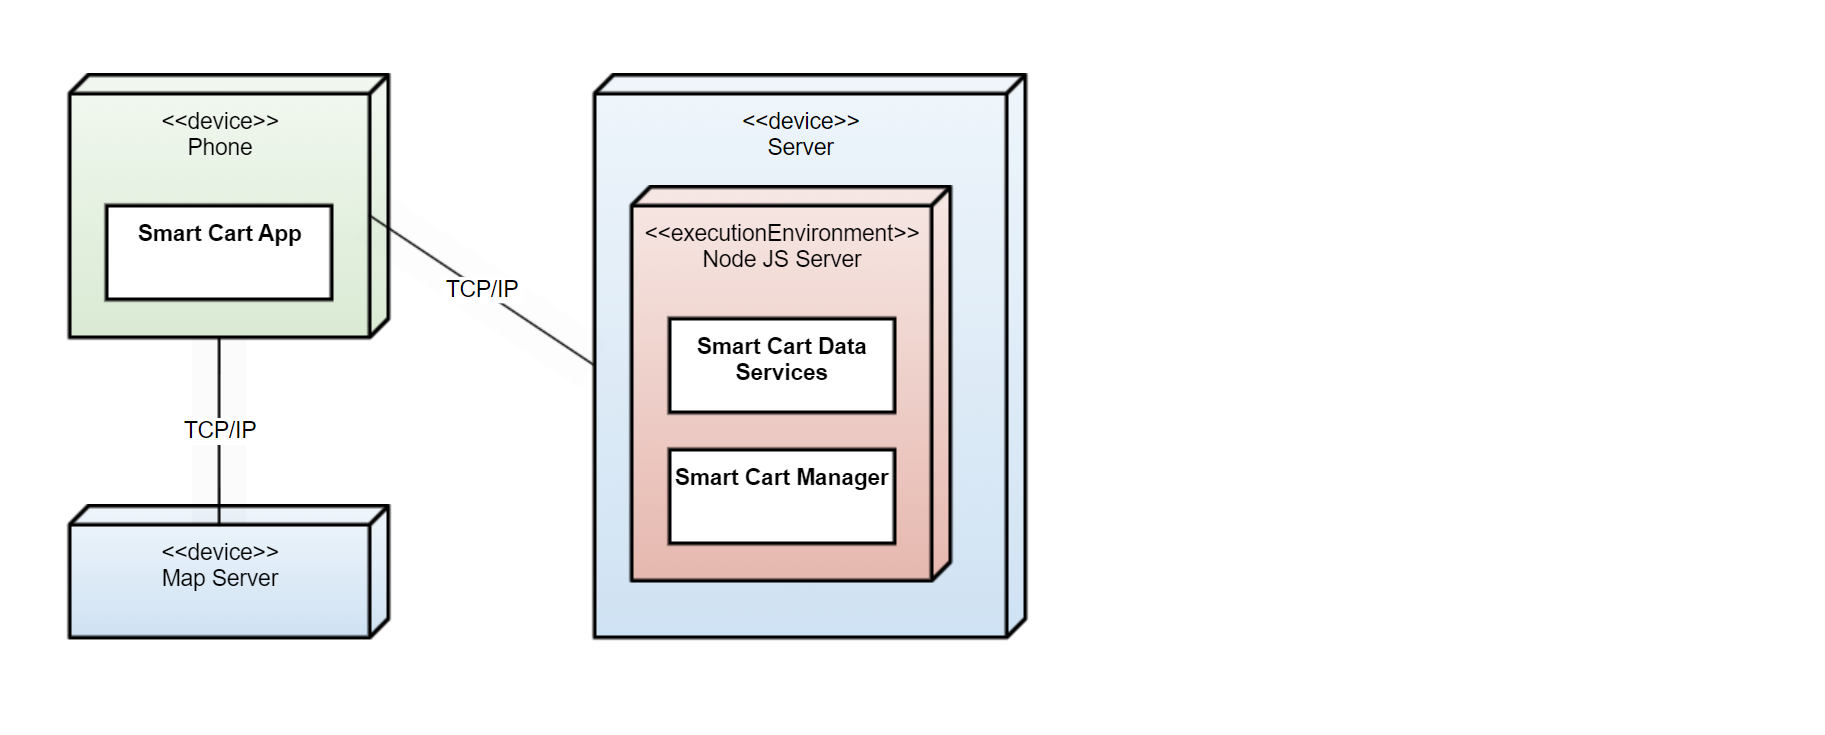 <<device>>
Phone
Smart Cart App
TCP/IP
<<device>>
Map Server
TCP/IP
<<device>>
Server
<<executionEnvironment>>
Node JS Server
Smart Cart Data
Services
Smart Cart Manager